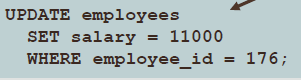 UPDATE employees
SET salary = 11000
WHERE employee_id = 176;